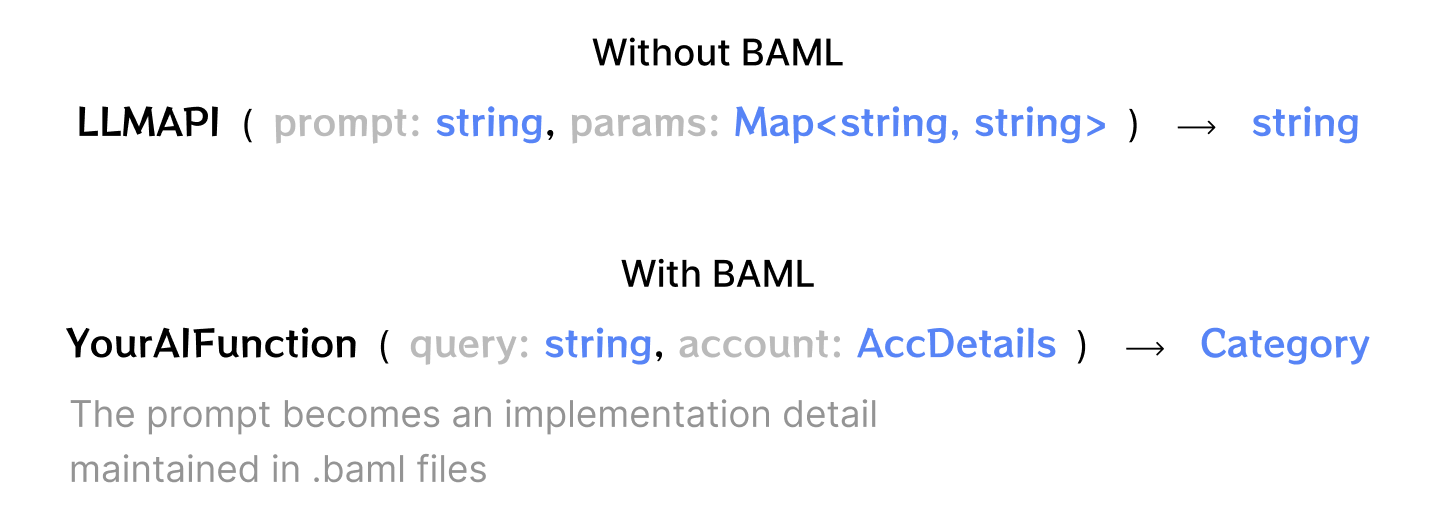 Without BAML
LLMAPI ( prompt: string, params: Map<string, string> ) → string
With BAML
YourAIFunction ( query: string, account: AccDetails ) → Category
The prompt becomes an implementation detail
maintained in .baml files